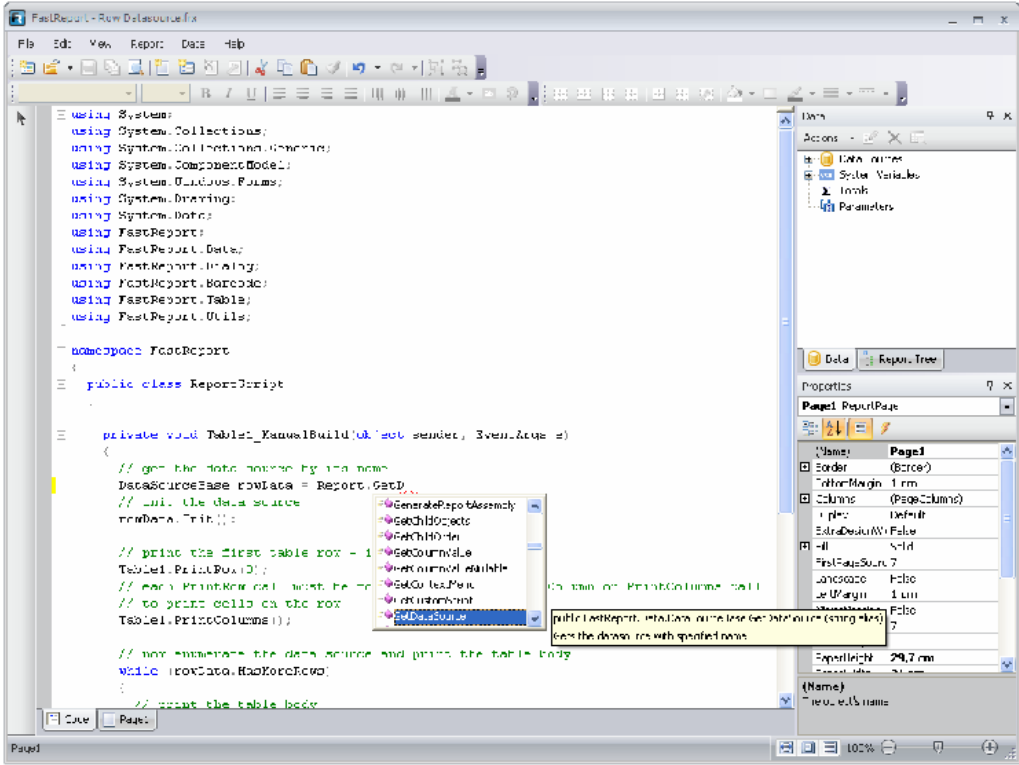 FastReport - Row Datasource.frx
File Edit View Report Data Help
using System;
using System.Collections;
using System.Collections.Generic;
using System.ComponentModel;
using System.Windows.Forms;
using System.Drawing;
using System.Data;
using FastReport;
using FastReport.Data;
using FastReport.Dialog;
using FastReport.Barcode;
using FastReport.Table;
using FastReport.Utils;
namespace FastReport
{
public class ReportScript
private void Table1_ManualBuild(object sender, EventArgs e)
{
// get the data source by its name
DataSourceBase rowData = Report.GetD
// init the data source
rowData.Init();
// print the first table row - i
Table1.PrintRow(0);
// each PrintRow call must be fo
Column or PrintColumns call
// to print cells on the row
Table1.PrintColumns();
// now enumerate the data source and print the table body
while (rowData.HasMoreRows)
{
// print the table body
GenerateReportAssembly
GetChildObjects
GetChildOrder
GetColumnValue
GetColumnValueNullable
GetContextMenu
GetCustomScript
GetDataSource
public FastReport.Data.DataSourceBase GetDataSource (string alias)
Gets the datasource with specified name.
Code Page1
Page1
Data
Actions
Data Sources
System Variables
Totals
Parameters
Data Report Tree
Properties
Page1 ReportPage
(Name) Page1
Border (Border)
BottomMargin 1 cm
Columns (PageColumns)
Default
ExtraDesignW False
Fill Solid
FirstPageSourc 7
Landscape False
LeftMargin 1 cm
False
7
PaperHeight 29,7 cm
(Name)
The object's name
100%